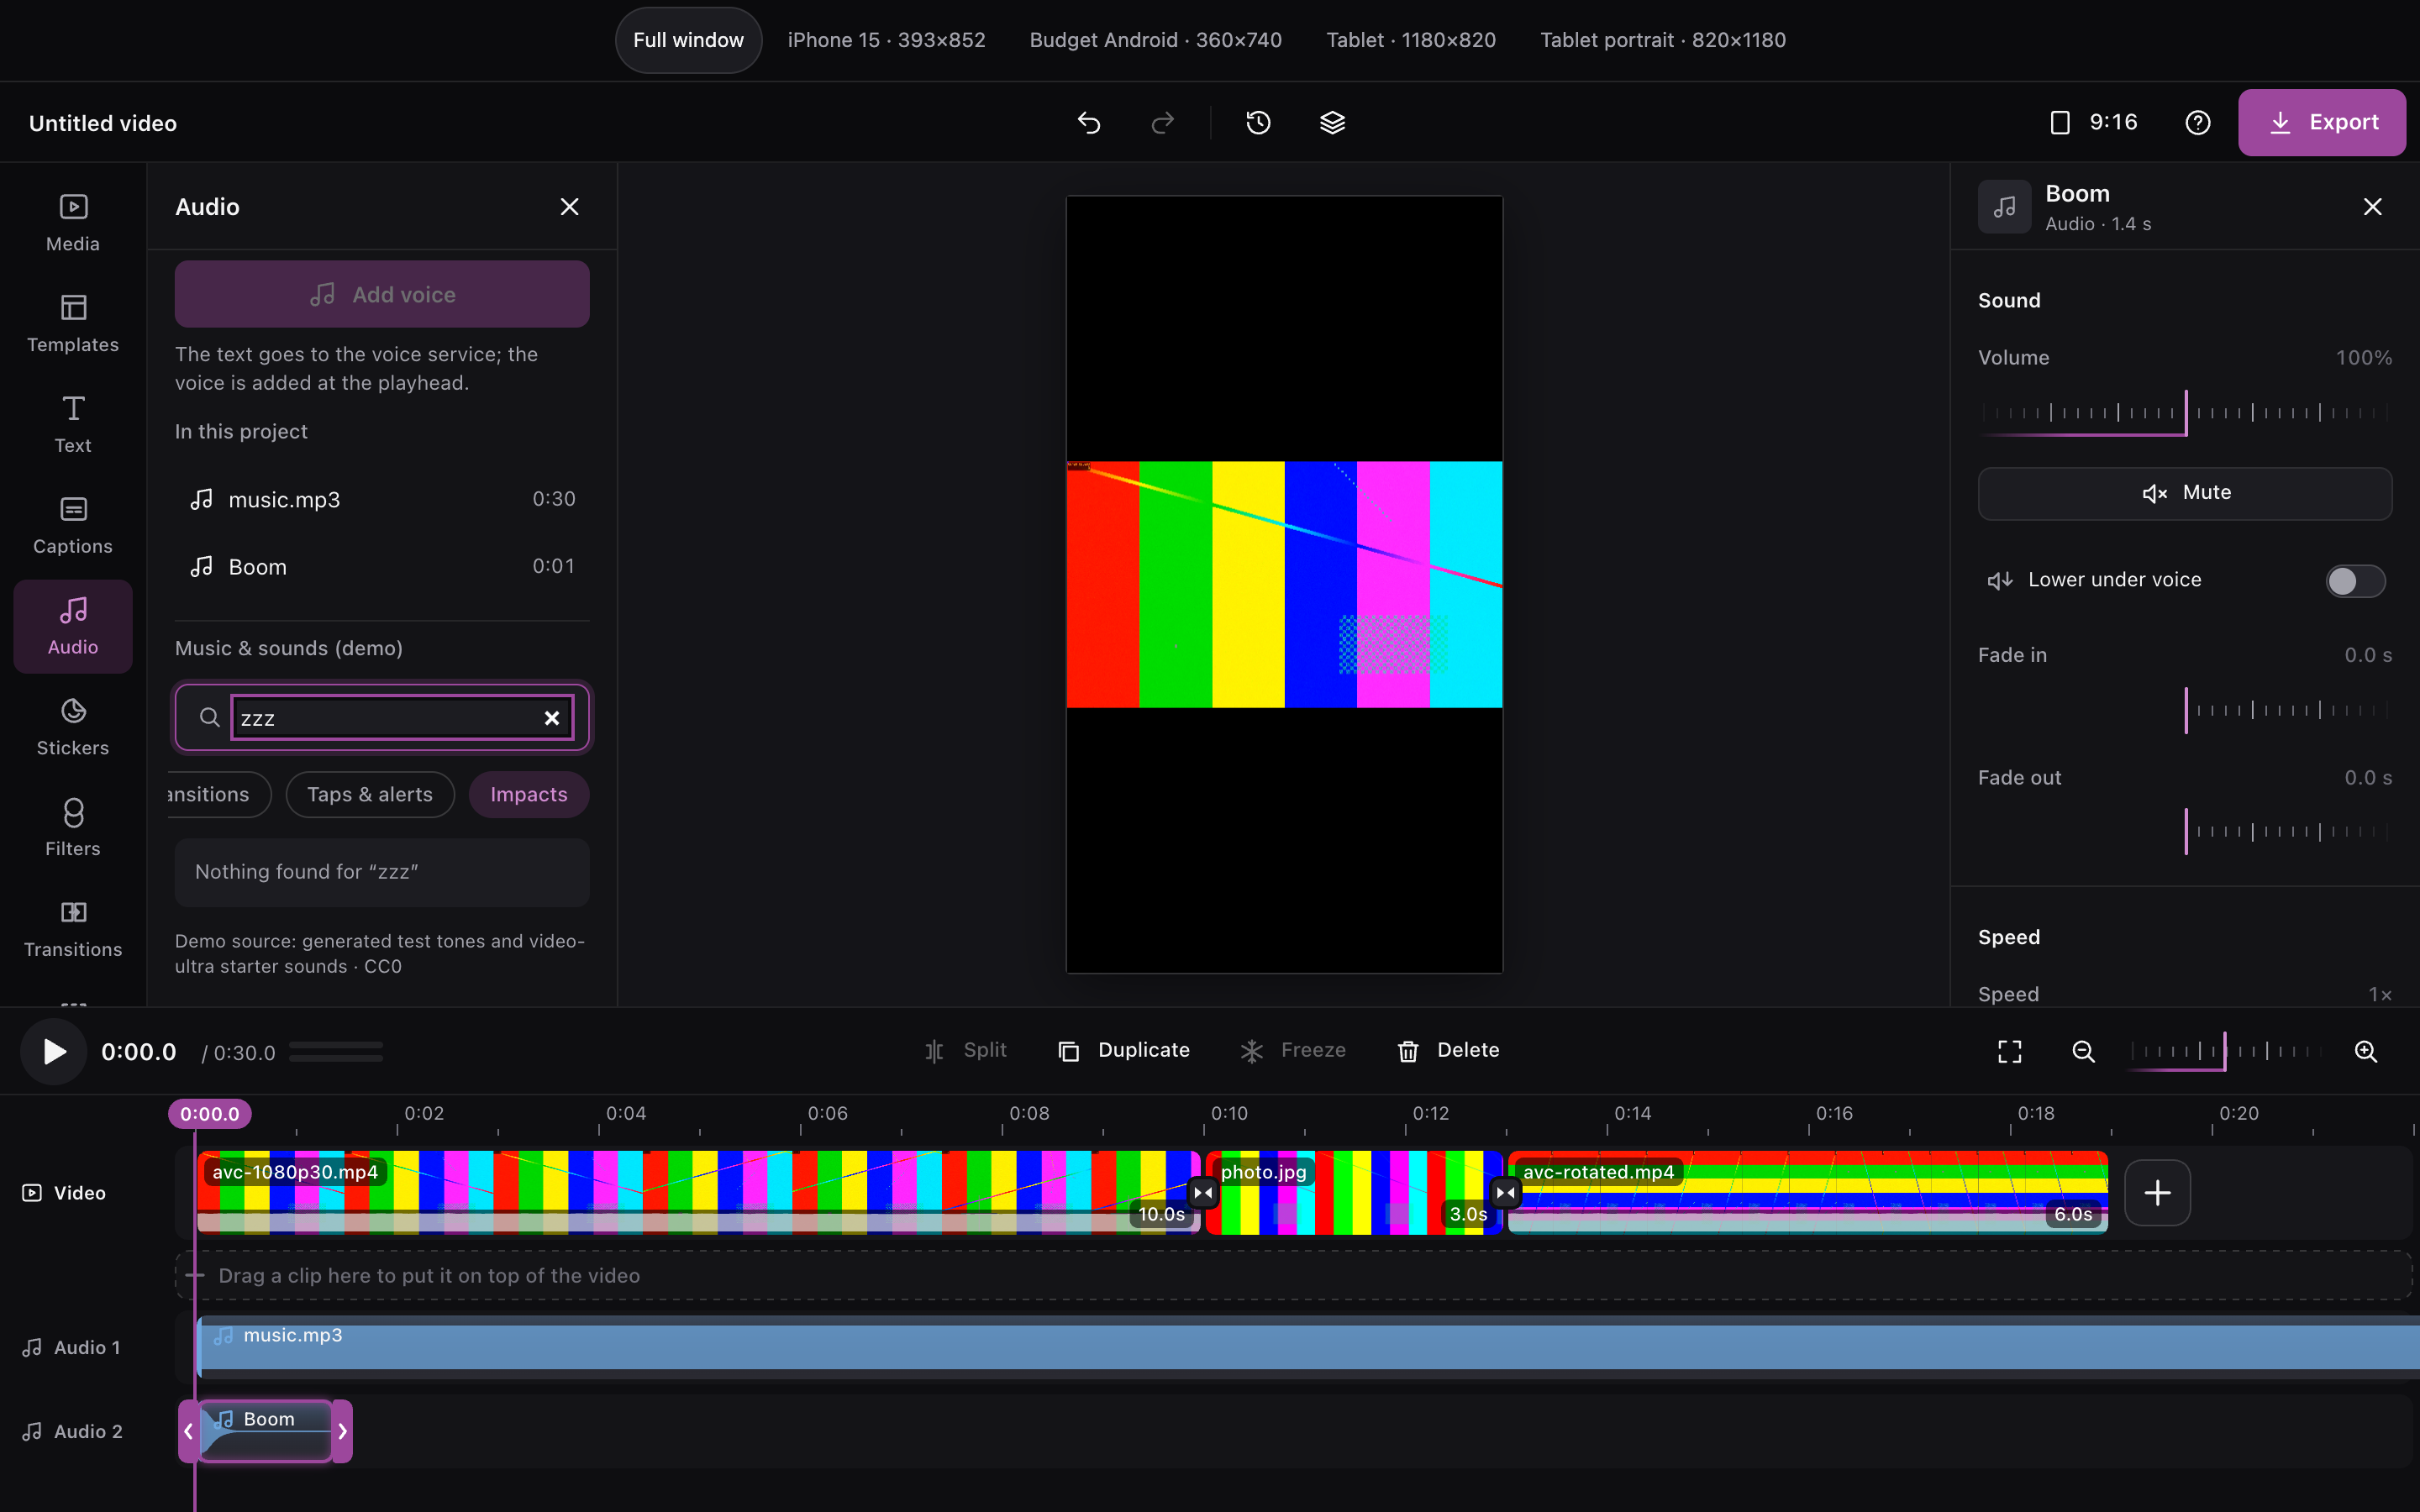 Full window
iPhone 15 · 393×852
Budget Android · 360×740
Tablet · 1180×820
Tablet portrait · 820×1180
Untitled video
9:16
Export
Media
Templates
Text
Captions
Audio
Stickers
Filters
Transitions
Audio
Add voice
The text goes to the voice service; the
voice is added at the playhead.
In this project
music.mp3 0:30
Boom 0:01
Music & sounds (demo)
zzz
ansitions
Taps & alerts
Impacts
Nothing found for “zzz”
Demo source: generated test tones and video-
ultra starter sounds · CC0
Boom
Audio · 1.4 s
Sound
Volume 100%
Mute
Lower under voice
Fade in 0.0 s
Fade out 0.0 s
Speed
Speed 1×
0:00.0 / 0:30.0
Split
Duplicate
Freeze
Delete
0:00.0 0:02 0:04 0:06 0:08 0:10 0:12 0:14 0:16 0:18 0:20
Video
avc-1080p30.mp4 10.0s
photo.jpg 3.0s
avc-rotated.mp4 6.0s
Drag a clip here to put it on top of the video
Audio 1
music.mp3
Audio 2
Boom